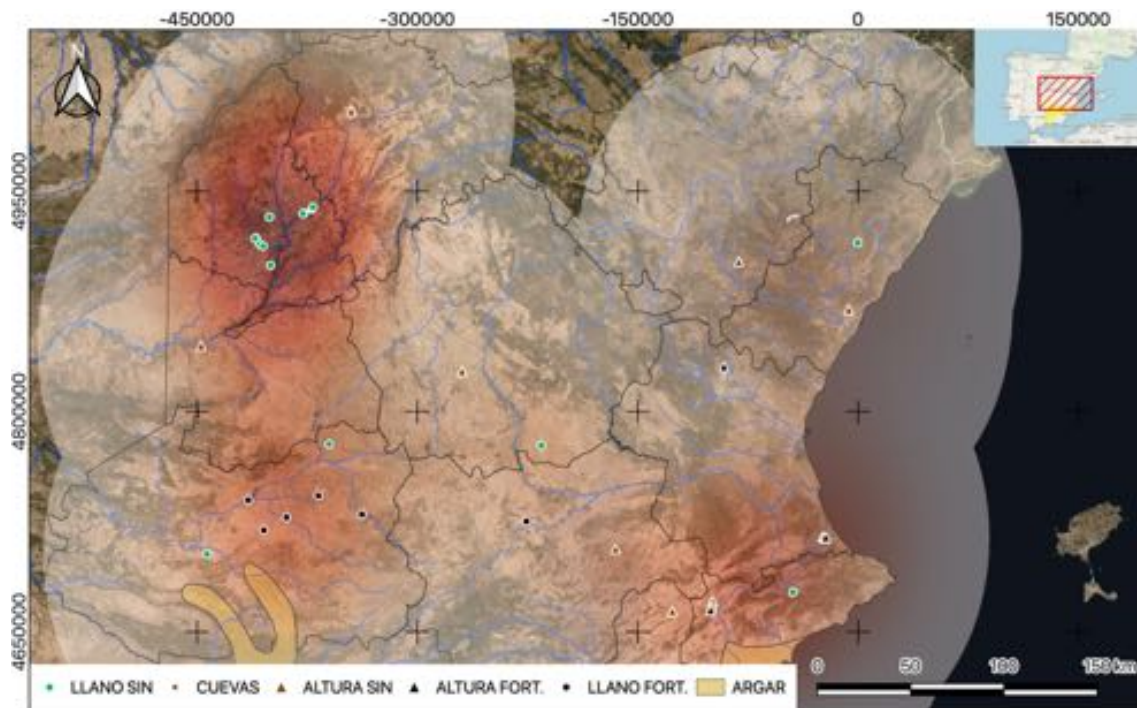 -450000 -300000 -150000 0 150000
N
4950000
4800000
4650000
0 50 100 150 km
LLANO SIN CUEVAS ALTURA SIN ALTURA FORT. LLANO FORT. ARGAR